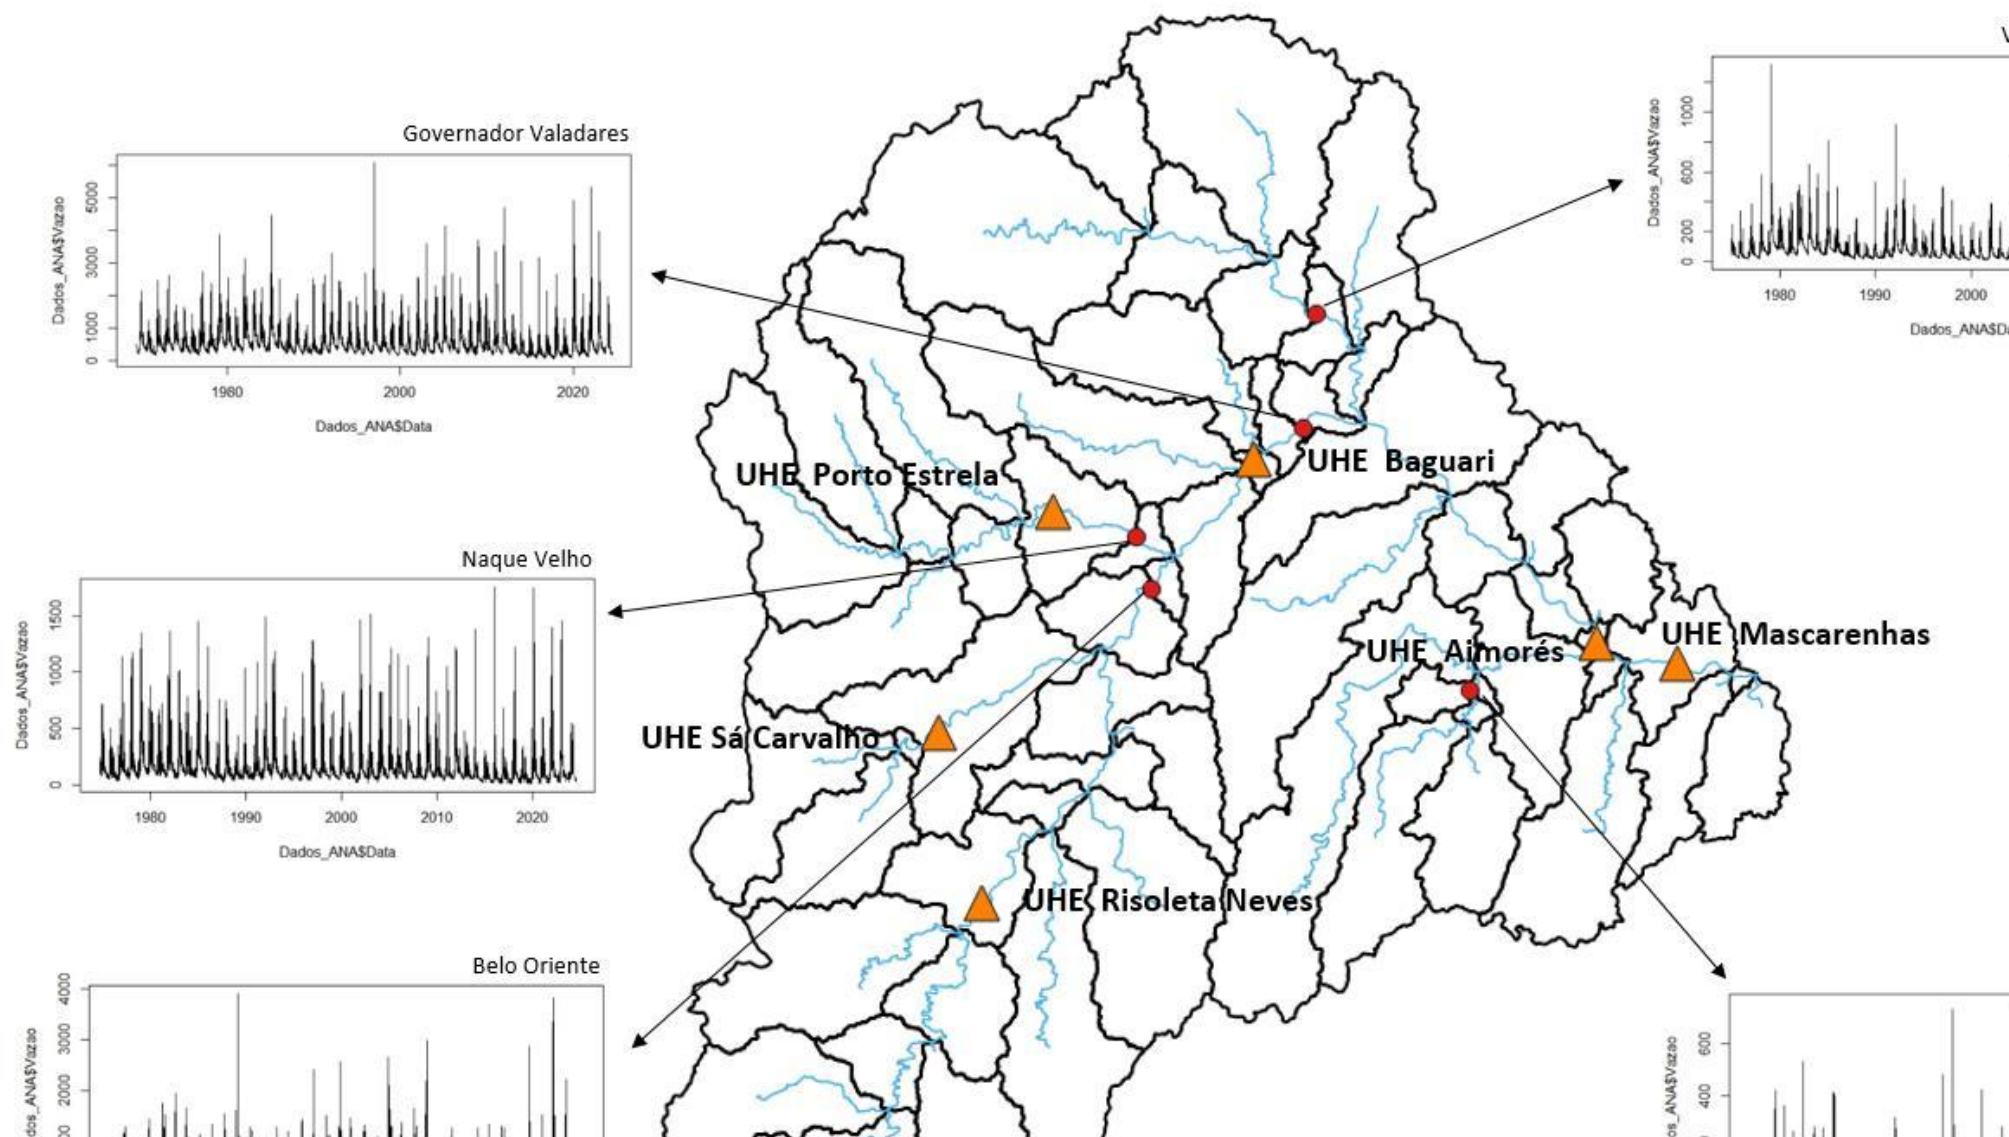 Governador Valadares
Dados_ANA$Vazao
5000
3000
1000
0
1980
2000
2020
Dados_ANA$Data
V
Dados_ANA$Vazao
1000
600
200
0
1980
1990
2000
UHE Porto Estrela
UHE Baguari
Naque Velho
Dados_ANA$Vazao
1500
1000
500
0
1980
1990
2000
2010
2020
Dados_ANA$Data
UHE Aimorés
UHE Mascarenhas
UHE Sá Carvalho
UHE Risoleta Neves
Belo Oriente
4000
3000
2000
600
400